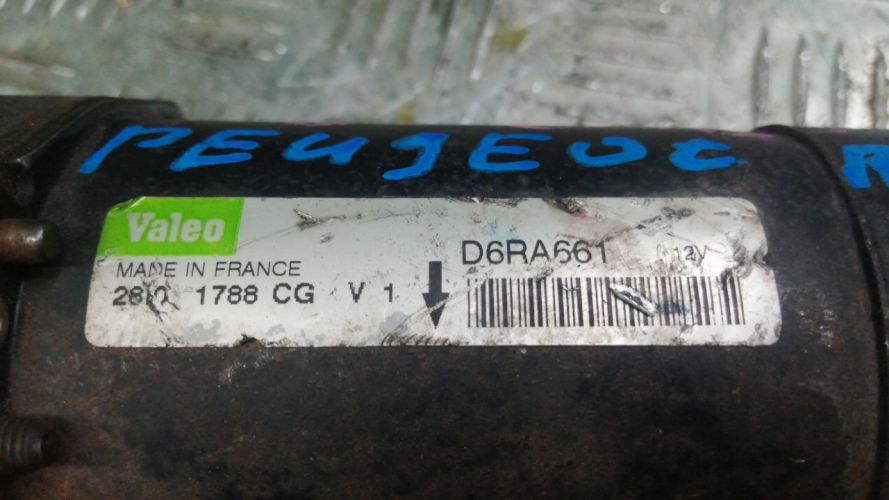 PEUGEOT
Valeo
MADE IN FRANCE
D6RA661 12V
1788 CG V 1